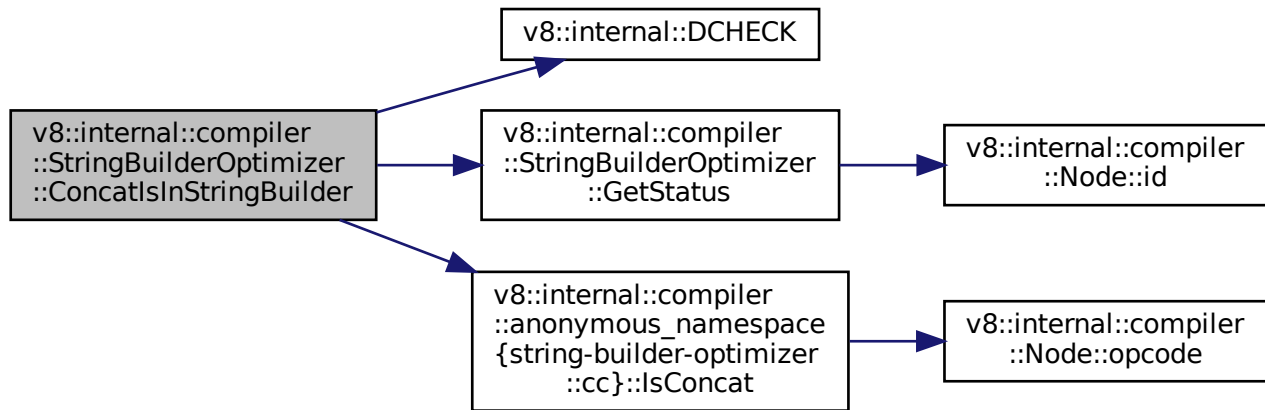 v8::internal::DCHECK
v8::internal::compiler
::StringBuilderOptimizer
::ConcatIsInStringBuilder
v8::internal::compiler
::StringBuilderOptimizer
::GetStatus
v8::internal::compiler
::Node::id
v8::internal::compiler
::anonymous_namespace
{string-builder-optimizer
::cc}::IsConcat
v8::internal::compiler
::Node::opcode